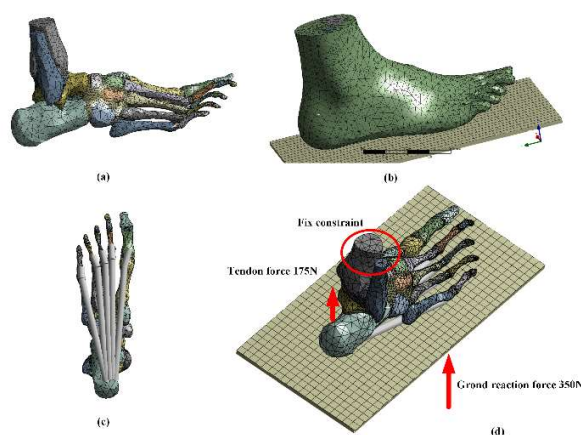 (a)
(b)
Fix constraint
Tendon force 175N
Grond reaction force 350N
(c)
(d)